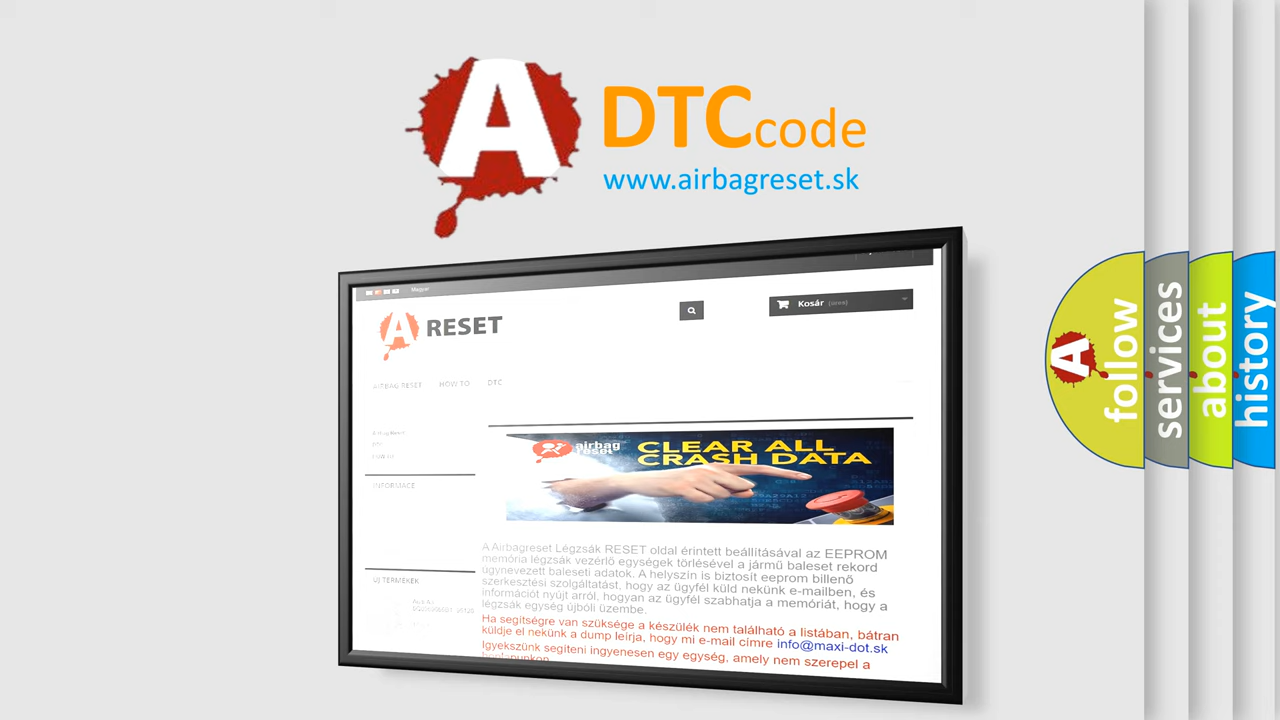 A
DTC code
www.airbagreset.sk
Magyar
A RESET
Kosár (üres)
AIRBAG RESET HOW TO DTC
DTC
INFORMACE
airbag
reset
CLEAR ALL
CRASH DATA
A Airbagreset Légzsák RESET oldal érintett beállításával az EEPROM
memória légzsák vezérlő egységek törlésével a jármű baleset rekord
úgynevezett baleseti adatok. A helyszín is biztosít eeprom billenő
szerkesztési szolgáltatást, hogy az ügyfél küld nekünk e-mailben, és
információt nyújt arról, hogyan az ügyfél szabhatja a memóriát, hogy a
légzsák egység újbóli üzembe.
Ha segítségre van szüksége a készülék nem található a listában, bátran
küldje el nekünk a dump leírja, hogy mi e-mail címre info@maxi-dot.sk
Igyekszünk segíteni ingyenesen egy egység, amely nem szerepel a
ÚJ TERMÉKEK
A
follow
services
about
history